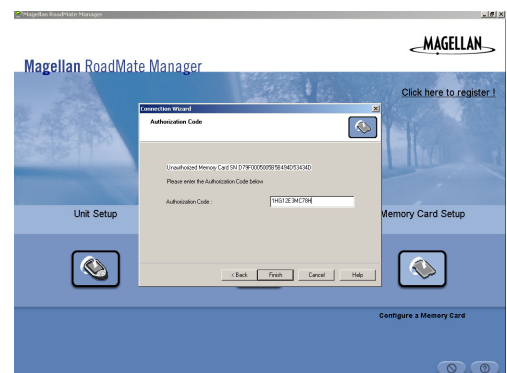 Magellan RoadMate Manager
MAGELLAN
Magellan RoadMate Manager
Click here to register !
Connection Wizard
Authorization Code
Unauthorized Memory Card SN D79F0005005B5B494D53434D
Please enter the Authorization Code below
Authorization Code :
1HG12E3MC78H
< Back
Finish
Cancel
Help
Unit Setup
Memory Card Setup
Configure a Memory Card